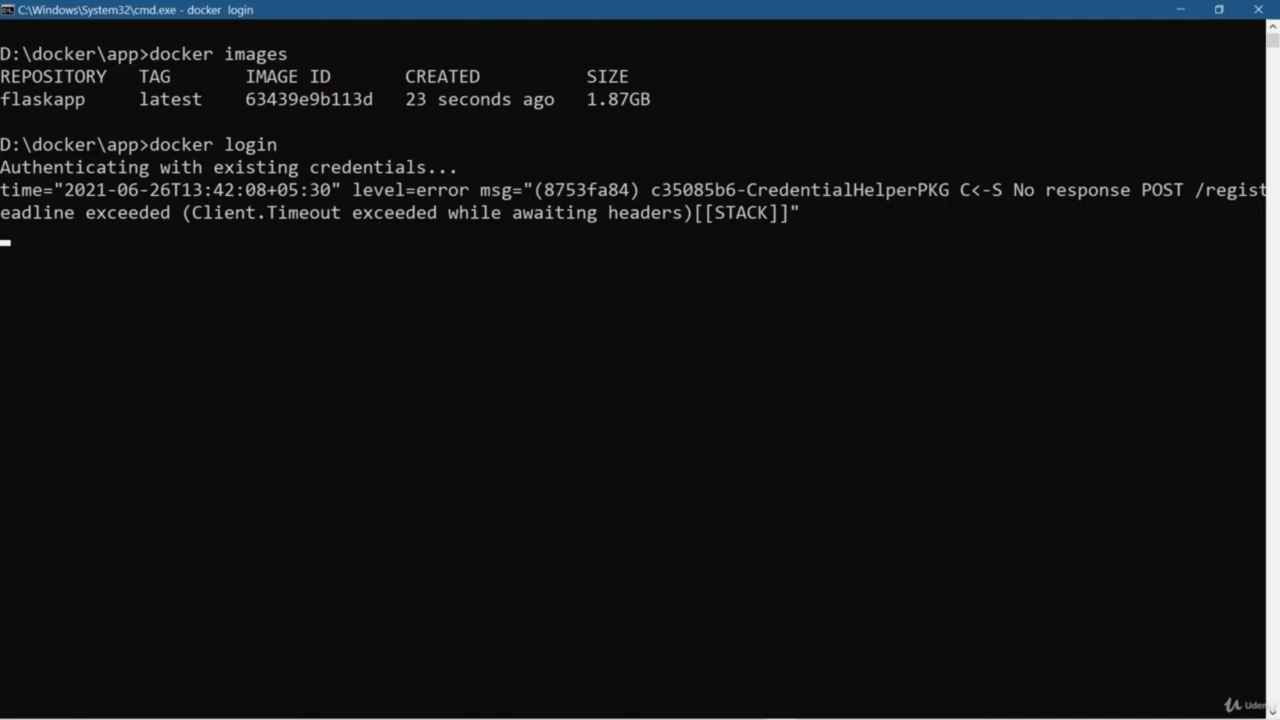 C:\Windows\System32\cmd.exe - docker login
D:\docker\app>docker images
REPOSITORY TAG IMAGE ID CREATED SIZE
flaskapp latest 63439e9b113d 23 seconds ago 1.87GB
D:\docker\app>docker login
Authenticating with existing credentials...
time="2021-06-26T13:42:08+05:30" level=error msg="(8753fa84) c35085b6-CredentialHelperPKG C<-S No response POST /regist
eadline exceeded (Client.Timeout exceeded while awaiting headers)[[STACK]]"